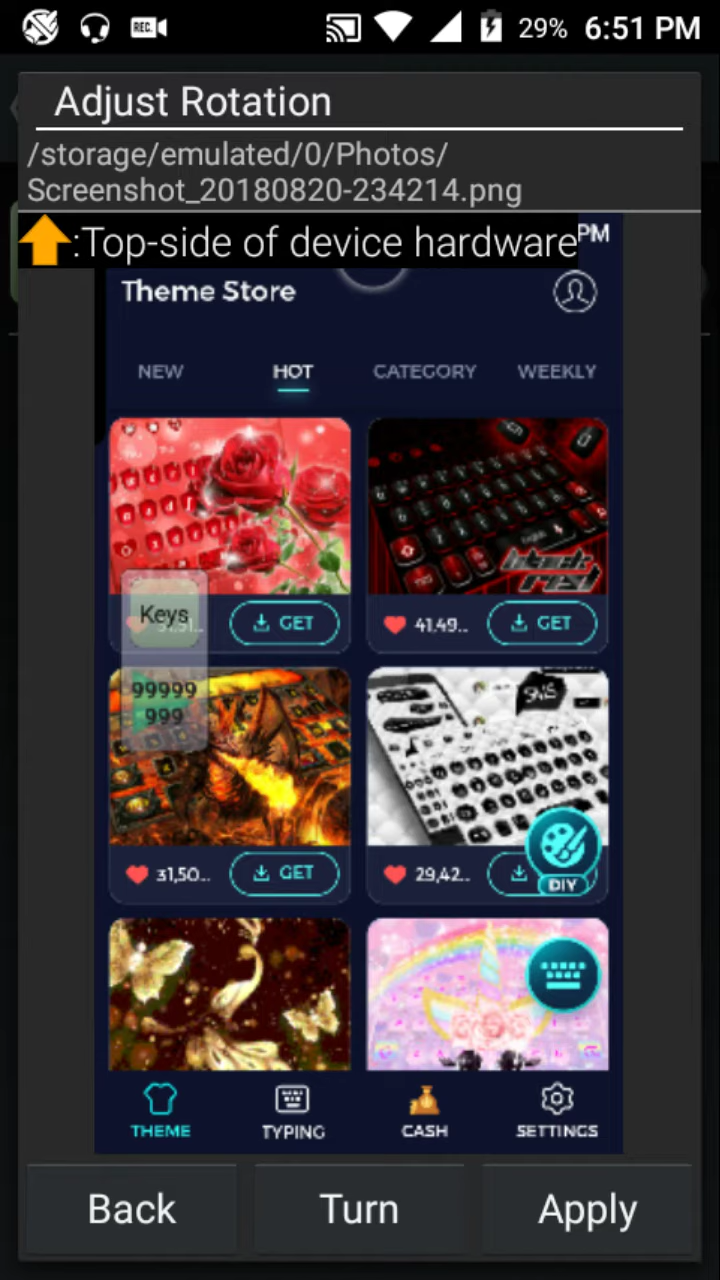 REC.
29% 6:51 PM
Adjust Rotation
/storage/emulated/0/Photos/
Screenshot_20180820-234214.png
:Top-side of device hardware
PM
Theme Store
NEW HOT CATEGORY WEEKLY
Keys
GET
41,49..
GET
99999
999
SMS
31,50..
GET
29,42..
DIY
THEME TYPING CASH SETTINGS
Back Turn Apply